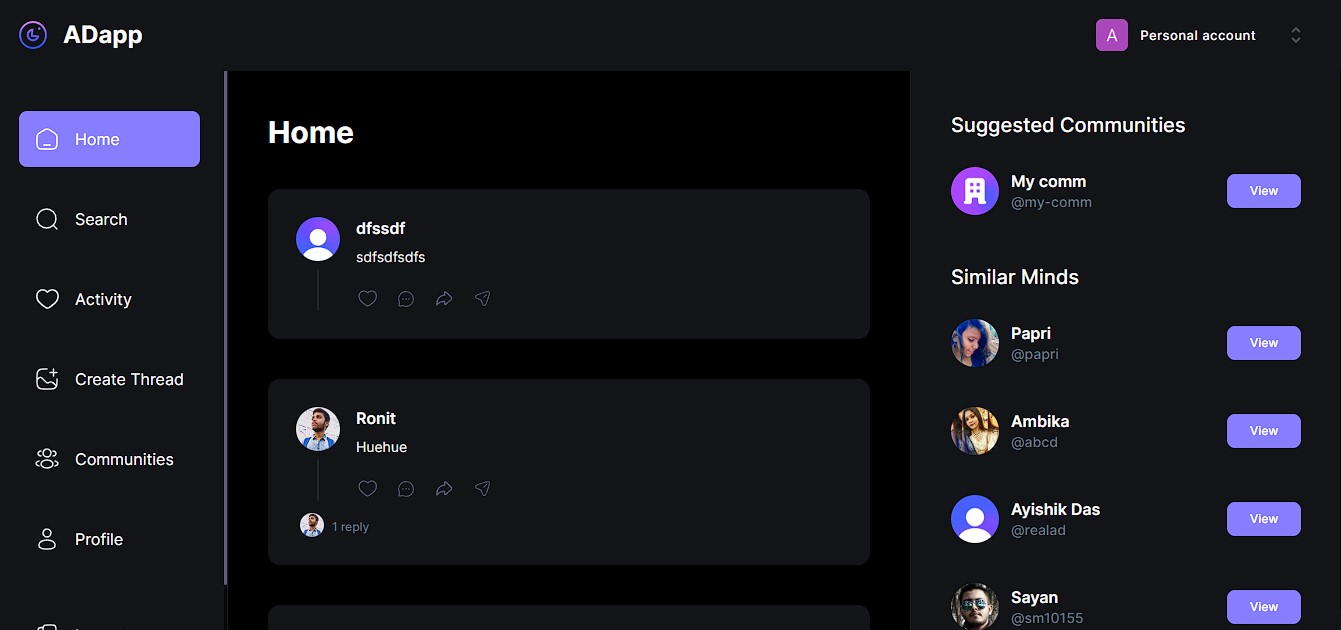 ADapp
A
Personal account
Home
Search
Activity
Create Thread
Communities
Profile
Home
dfssdf
sdfsdfsdfs
Ronit
Huehue
1 reply
Suggested Communities
My comm
@my-comm
View
Similar Minds
Papri
@papri
View
Ambika
@abcd
View
Ayishik Das
@realad
View
Sayan
@sm10155
View